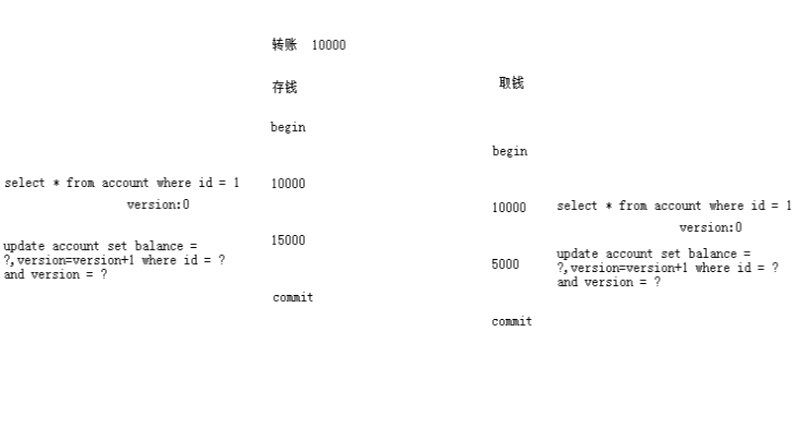 转账 10000
存钱
取钱
begin
begin
select * from account where id = 1
10000
version:0
10000
select * from account where id = 1
version:0
15000
update account set balance =
?,version=version+1 where id = ?
and version = ?
5000
update account set balance =
?,version=version+1 where id = ?
and version = ?
commit
commit